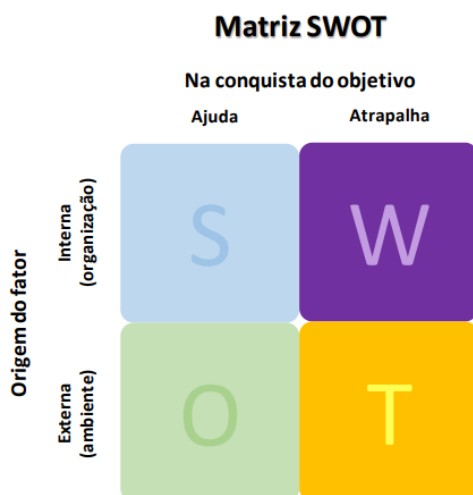 Matriz SWOT
Na conquista do objetivo
Ajuda
Atrapalha
Origem do fator
Interna
(organização)
S
W
Externa
(ambiente)
O
T